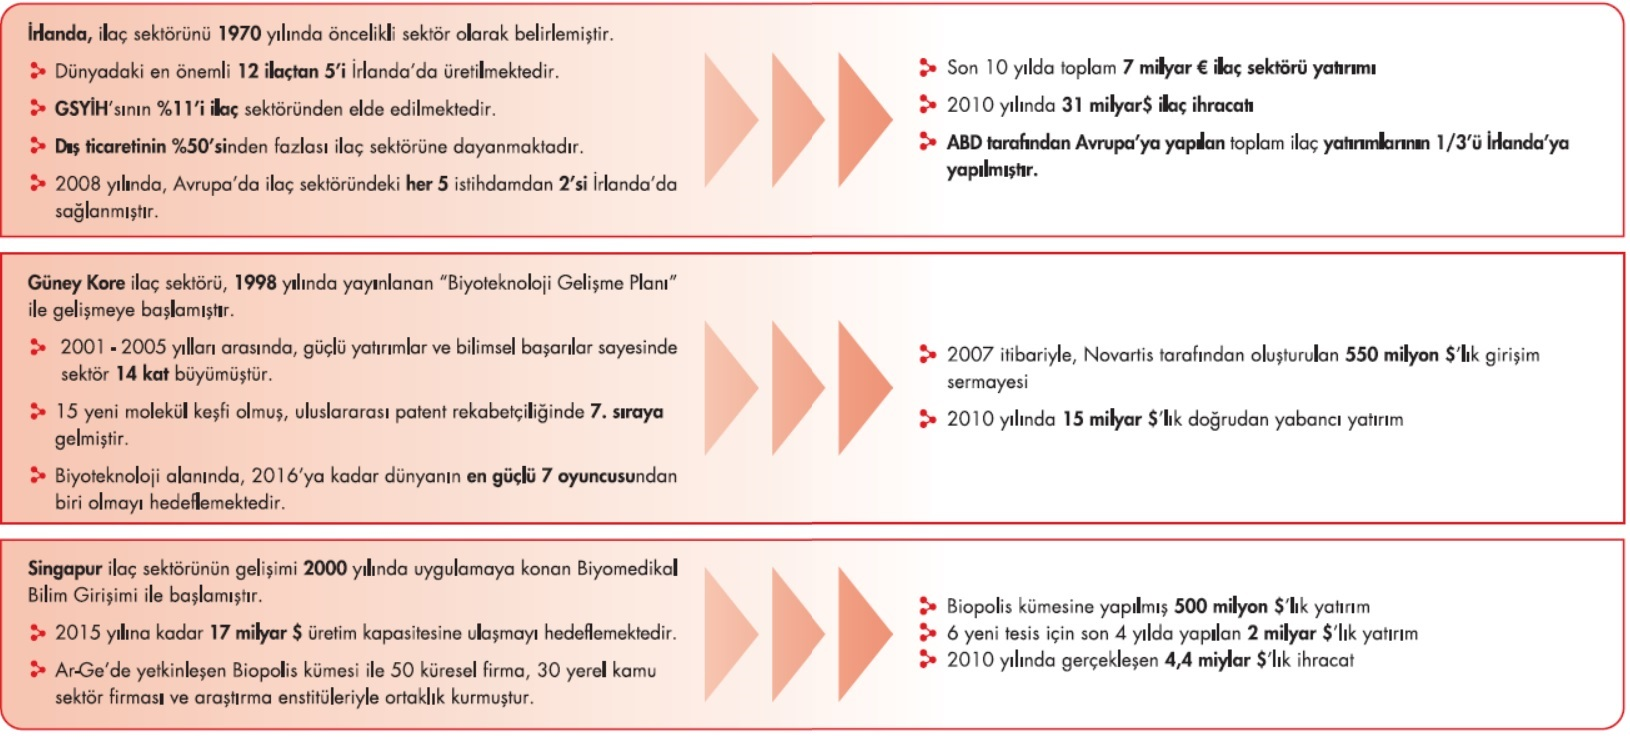 İrlanda, ilaç sektörünü 1970 yılında öncelikli sektör olarak belirlemiştir.
Dünyadaki en önemli 12 ilaçtan 5'i İrlanda'da üretilmektedir.
GSYİH'sının %11'i ilaç sektöründen elde edilmektedir.
Dış ticaretinin %50'sinden fazlası ilaç sektörüne dayanmaktadır.
2008 yılında, Avrupa'da ilaç sektöründeki her 5 istihdamdan 2'si İrlanda'da
sağlanmıştır.
Son 10 yılda toplam 7 milyar € ilaç sektörü yatırımı
2010 yılında 31 milyar$ ilaç ihracatı
ABD tarafından Avrupa'ya yapılan toplam ilaç yatırımlarının 1/3'ü İrlanda'ya
yapılmıştır.
Güney Kore ilaç sektörü, 1998 yılında yayınlanan "Biyoteknoloji Gelişme Planı"
ile gelişmeye başlamıştır.
2001 - 2005 yılları arasında, güçlü yatırımlar ve bilimsel başarılar sayesinde
sektör 14 kat büyümüştür.
15 yeni molekül keşfi olmuş, uluslararası patent rekabetçiliğinde 7. sıraya
gelmiştir.
Biyoteknoloji alanında, 2016'ya kadar dünyanın en güçlü 7 oyuncusundan
biri olmayı hedeflemektedir.
2007 itibariyle, Novartis tarafından oluşturulan 550 milyon $'lık girişim
sermayesi
2010 yılında 15 milyar $'lık doğrudan yabancı yatırım
Singapur ilaç sektörünün gelişimi 2000 yılında uygulamaya konan Biyomedikal
Bilim Girişimi ile başlamıştır.
2015 yılına kadar 17 milyar $ üretim kapasitesine ulaşmayı hedeflemektedir.
Ar-Ge'de yetkinleşen Biopolis kümesi ile 50 küresel firma, 30 yerel kamu
sektör firması ve araştırma enstitüleriyle ortaklık kurmuştur.
Biopolis kümesine yapılmış 500 milyon $'lık yatırım
6 yeni tesis için son 4 yılda yapılan 2 milyar $'lık yatırım
2010 yılında gerçekleşen 4,4 miylar $'lık ihracat